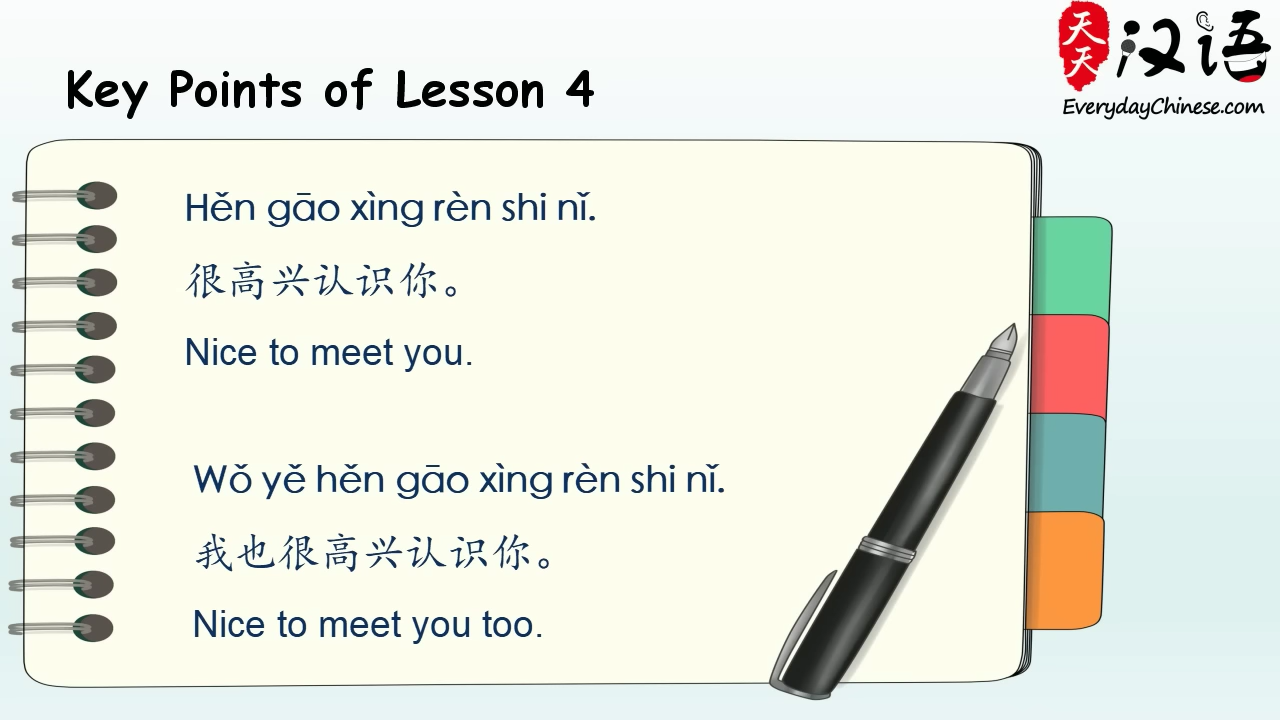 Key Points of Lesson 4
天天 汉语
EverydayChinese.com
Hěn gāo xìng rèn shi nǐ.
很高兴认识你。
Nice to meet you.
Wǒ yě hěn gāo xìng rèn shi nǐ.
我也很高兴认识你。
Nice to meet you too.